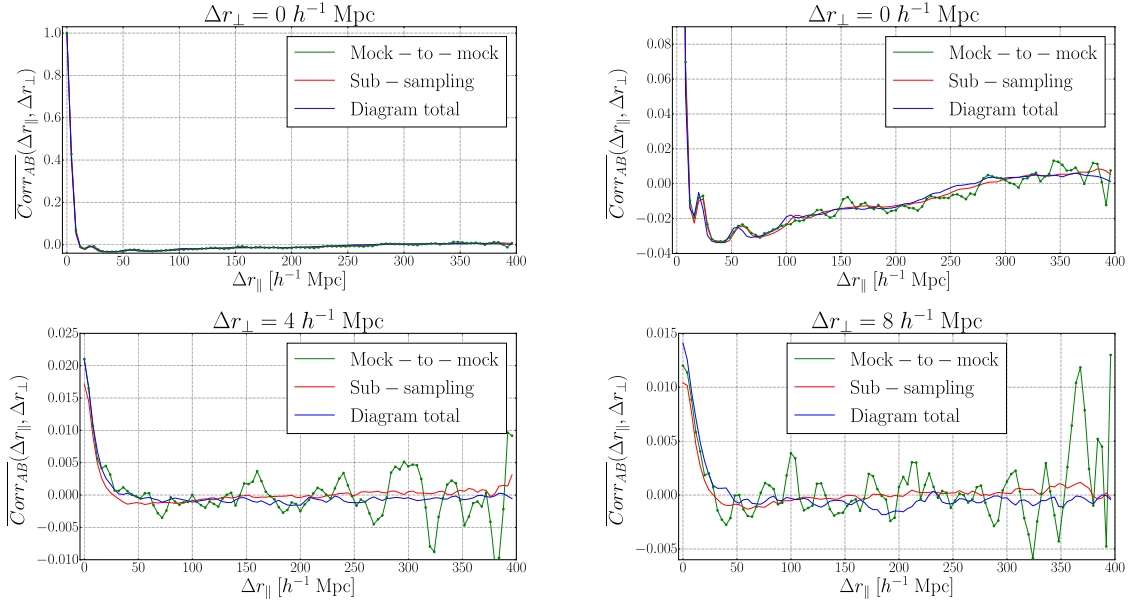 Δr⊥ = 0 h⁻¹ Mpc
Corr_AB(Δr∥, Δr⊥)
1.0
0.8
0.6
0.4
0.2
0.0
Mock − to − mock
Sub − sampling
Diagram total
0 50 100 150 200 250 300 350 400
Δr∥ [h⁻¹ Mpc]
Δr⊥ = 0 h⁻¹ Mpc
Corr_AB(Δr∥, Δr⊥)
0.08
0.06
0.04
0.02
0.00
−0.02
−0.04
Mock − to − mock
Sub − sampling
Diagram total
0 50 100 150 200 250 300 350 400
Δr∥ [h⁻¹ Mpc]
Δr⊥ = 4 h⁻¹ Mpc
Corr_AB(Δr∥, Δr⊥)
0.025
0.020
0.015
0.010
0.005
0.000
−0.005
−0.010
Mock − to − mock
Sub − sampling
Diagram total
0 50 100 150 200 250 300 350 400
Δr∥ [h⁻¹ Mpc]
Δr⊥ = 8 h⁻¹ Mpc
Corr_AB(Δr∥, Δr⊥)
0.015
0.010
0.005
0.000
−0.005
Mock − to − mock
Sub − sampling
Diagram total
0 50 100 150 200 250 300 350 400
Δr∥ [h⁻¹ Mpc]